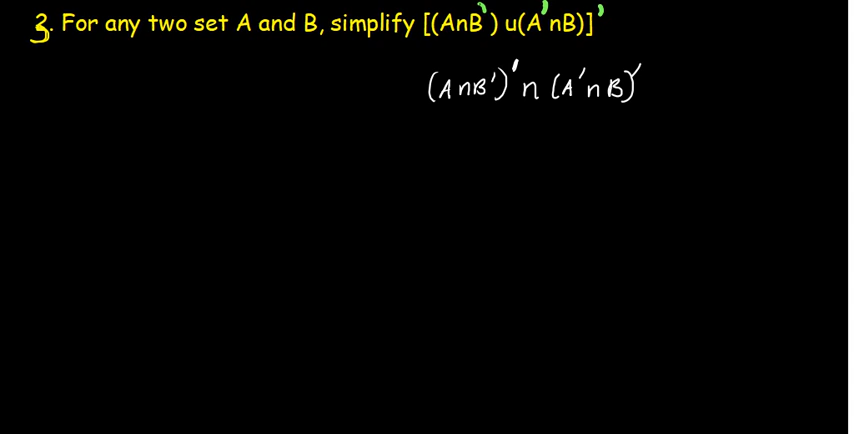 3. For any two set A and B, simplify [(AnB') u(A'nB)]'
(AnB')'n (A'nB)'